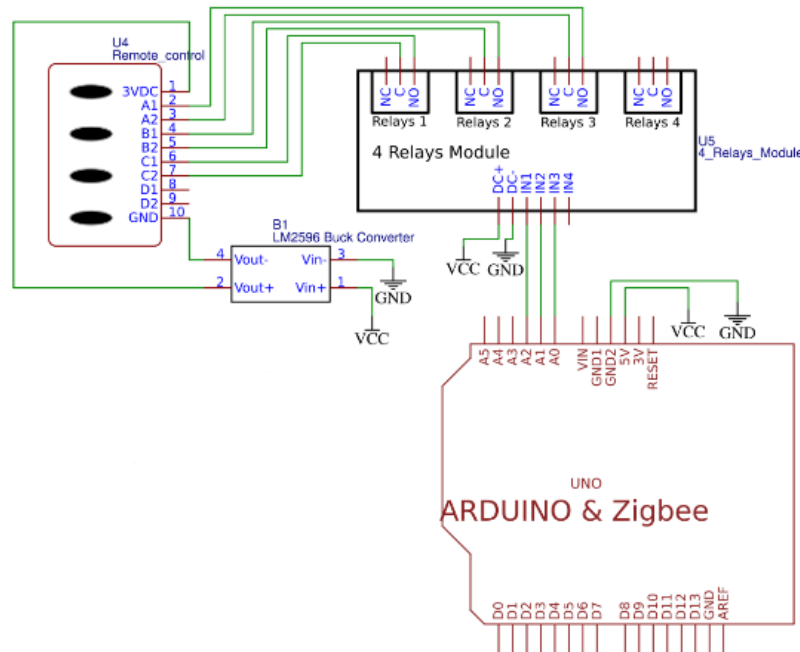 U4
Remote_control
3VDC 1
A1 2
A2 3
B1 4
B2 5
C1 6
C2 7
D1 8
D2 9
GND 10
NC C NO
Relays 1
NC C NO
Relays 2
NC C NO
Relays 3
NC C NO
Relays 4
4 Relays Module
U5
4_Relays_Module
DC+ DC- IN1 IN2 IN3 IN4
VCC
GND
B1
LM2596 Buck Converter
4 Vout- Vin- 3
2 Vout+ Vin+ 1
GND
VCC
VCC
GND
A5 A4 A3 A2 A1 A0 VIN GND1 GND2 5V 3V RESET
UNO
ARDUINO & Zigbee
D0 D1 D2 D3 D4 D5 D6 D7 D8 D9 D10 D11 D12 D13 GND AREF